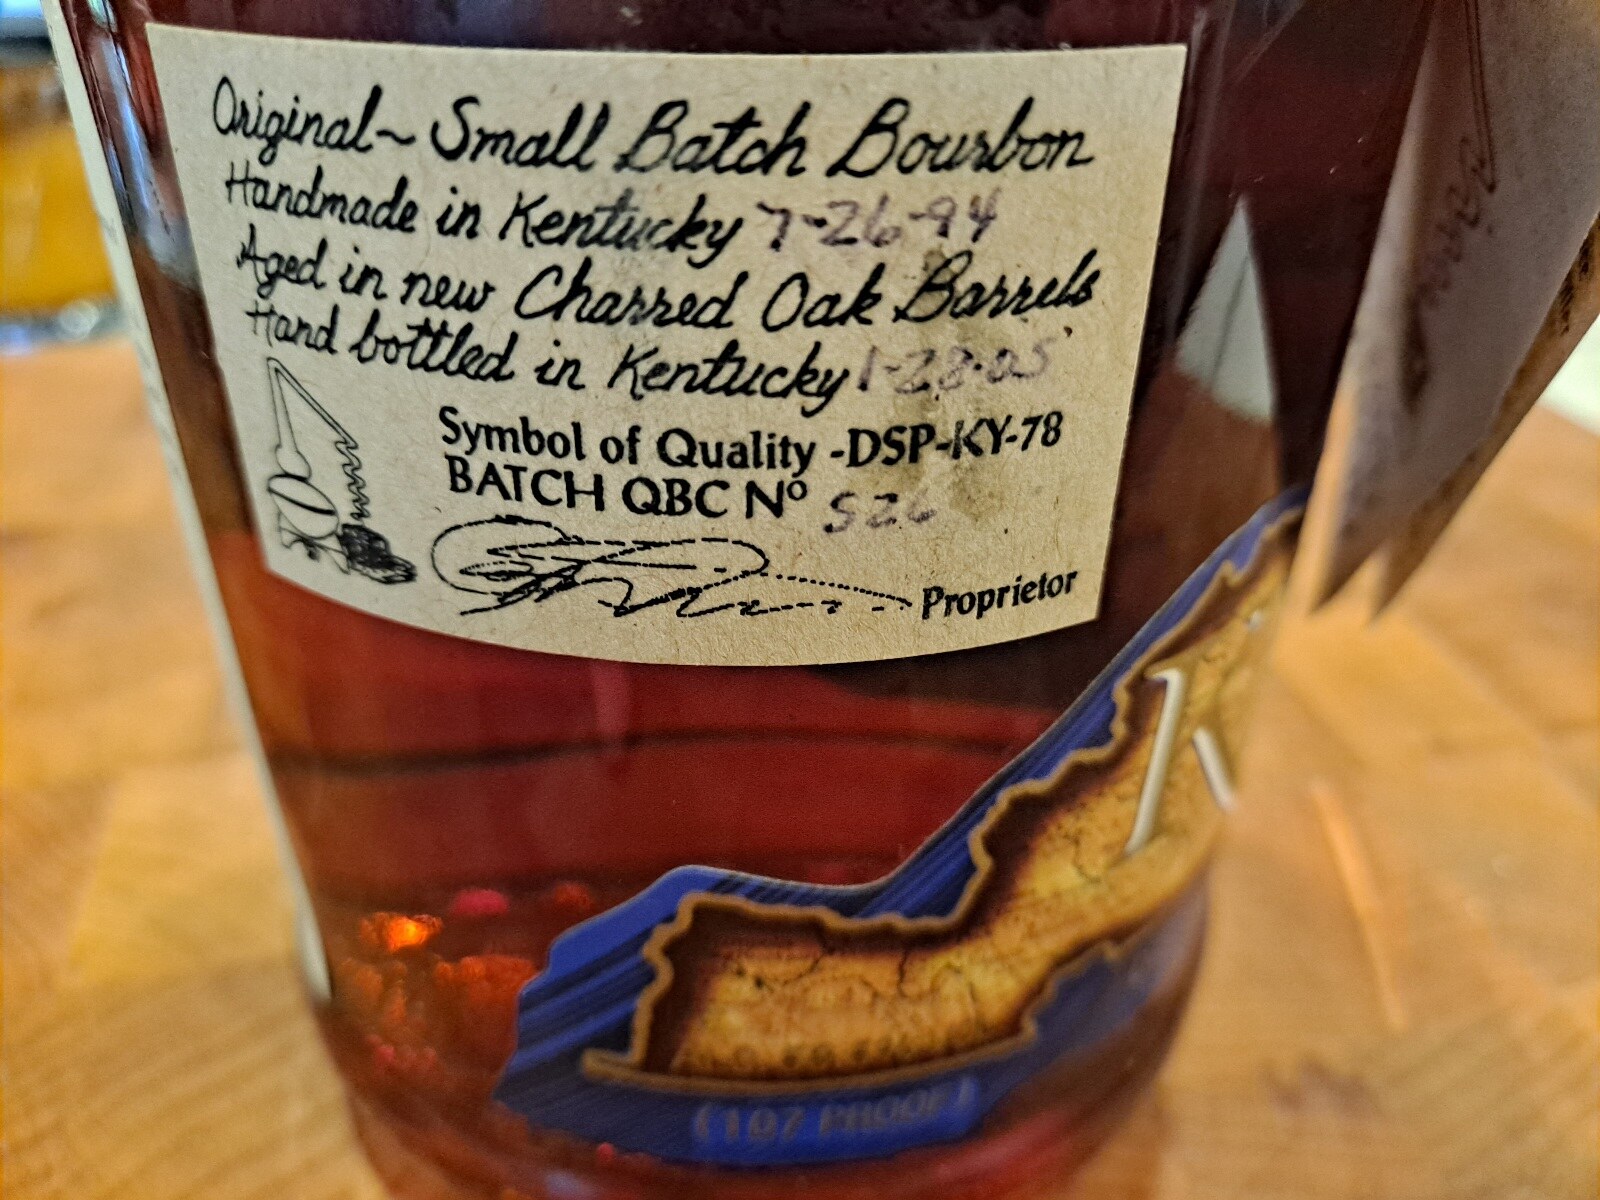 Original ~ Small Batch Bourbon
Handmade in Kentucky 7-26-94
Aged in new Charred Oak Barrels
Hand bottled in Kentucky 1-28-05
Symbol of Quality -DSP-KY-78
BATCH QBC Nº 526
Proprietor
K
(107 PROOF)